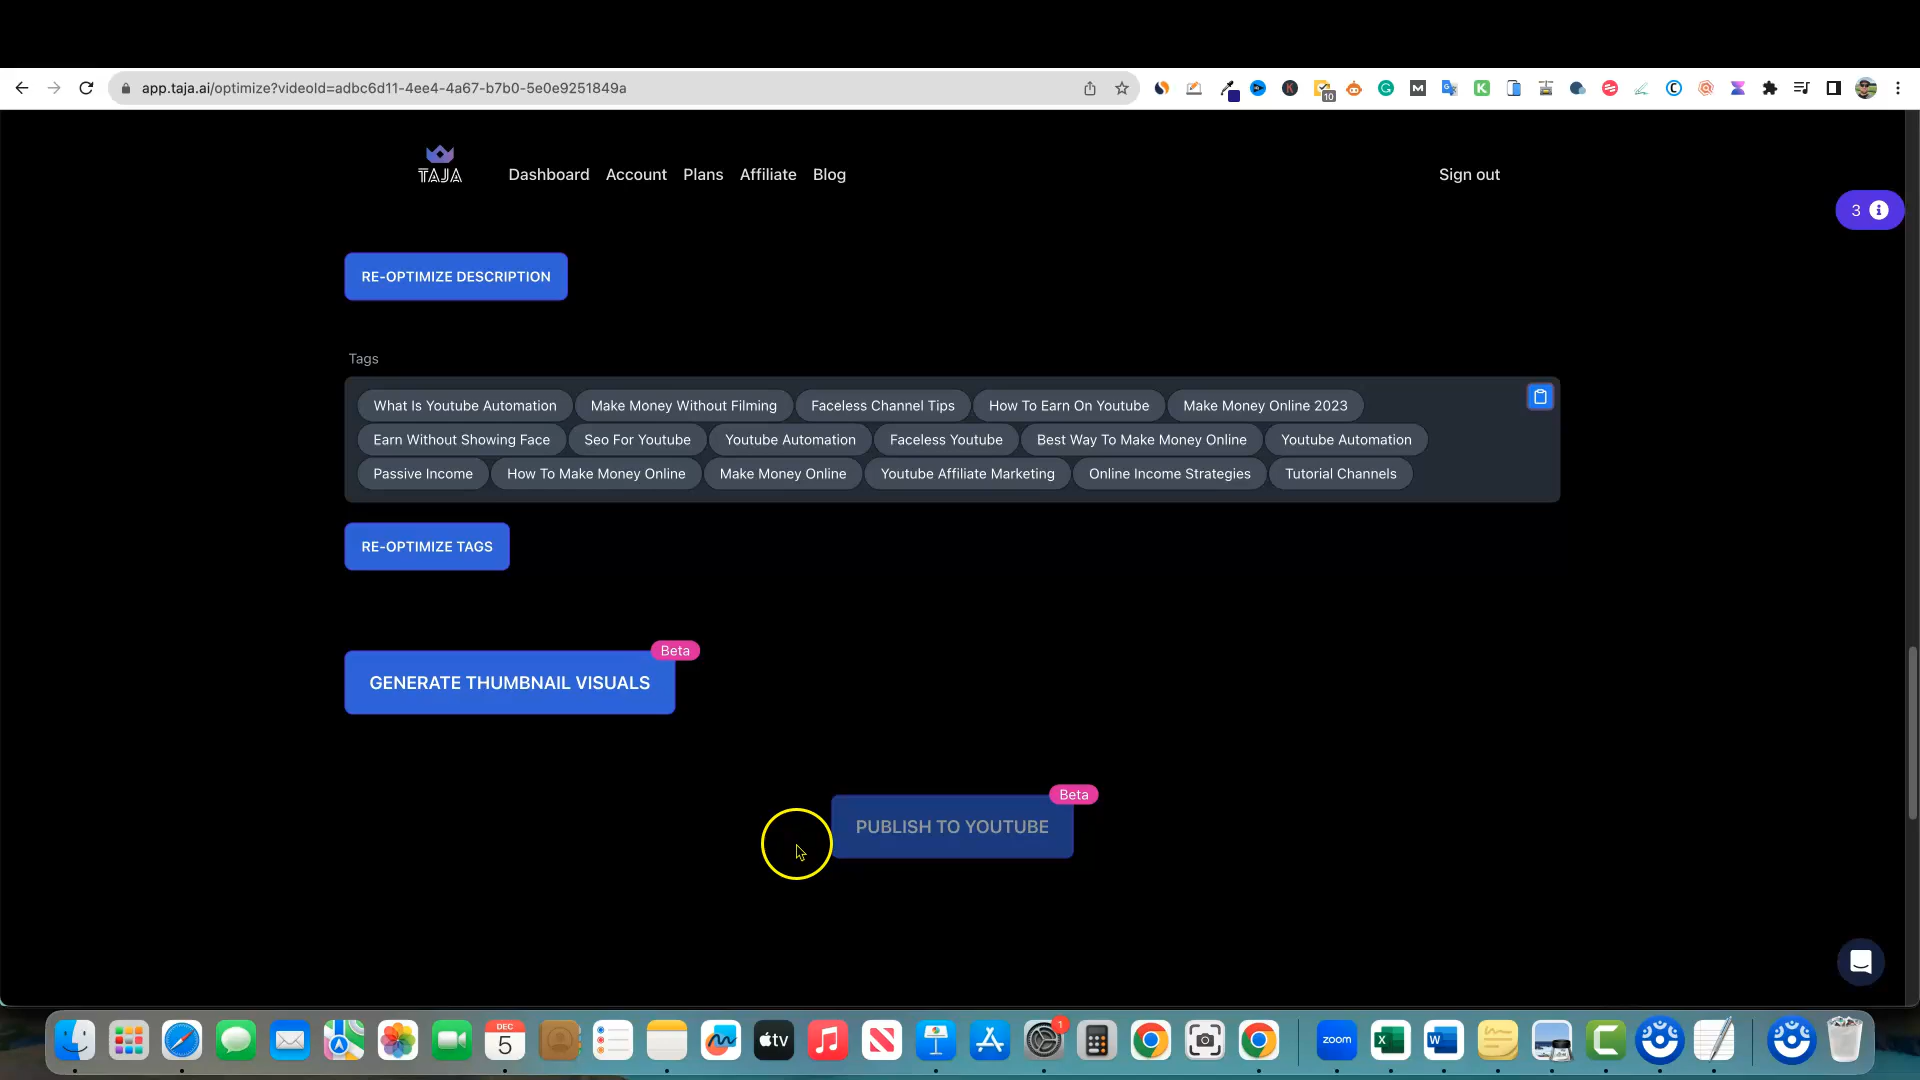 app.taja.ai/optimize?videoId=adbc6d11-4ee4-4a67-b7b0-5e0e9251849a
10
TAJA
Dashboard Account Plans Affiliate Blog Sign out
3
RE-OPTIMIZE DESCRIPTION
Tags
What Is Youtube Automation Make Money Without Filming Faceless Channel Tips How To Earn On Youtube Make Money Online 2023
Earn Without Showing Face Seo For Youtube Youtube Automation Faceless Youtube Best Way To Make Money Online Youtube Automation
Passive Income How To Make Money Online Make Money Online Youtube Affiliate Marketing Online Income Strategies Tutorial Channels
RE-OPTIMIZE TAGS
Beta
GENERATE THUMBNAIL VISUALS
Beta
PUBLISH TO YOUTUBE
DEC
5
tv
1
zoom
X
W